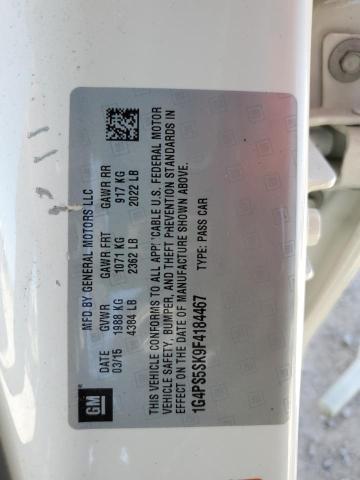 GM
MFD BY GENERAL MOTORS LLC
DATE GVWR GAWR FRT GAWR RR
03/15 1988 KG 1071 KG 917 KG
4384 LB 2362 LB 2022 LB
THIS VEHICLE CONFORMS TO ALL APP 'CABLE U.S. FEDERAL MOTOR
VEHICLE SAFETY, BUMPER, AND THEFT PREVENTION STANDARDS IN
EFFECT ON THE DATE OF MANUFACTURE SHOWN ABOVE.
1G4PS5SK9F4184467 TYPE: PASS CAR